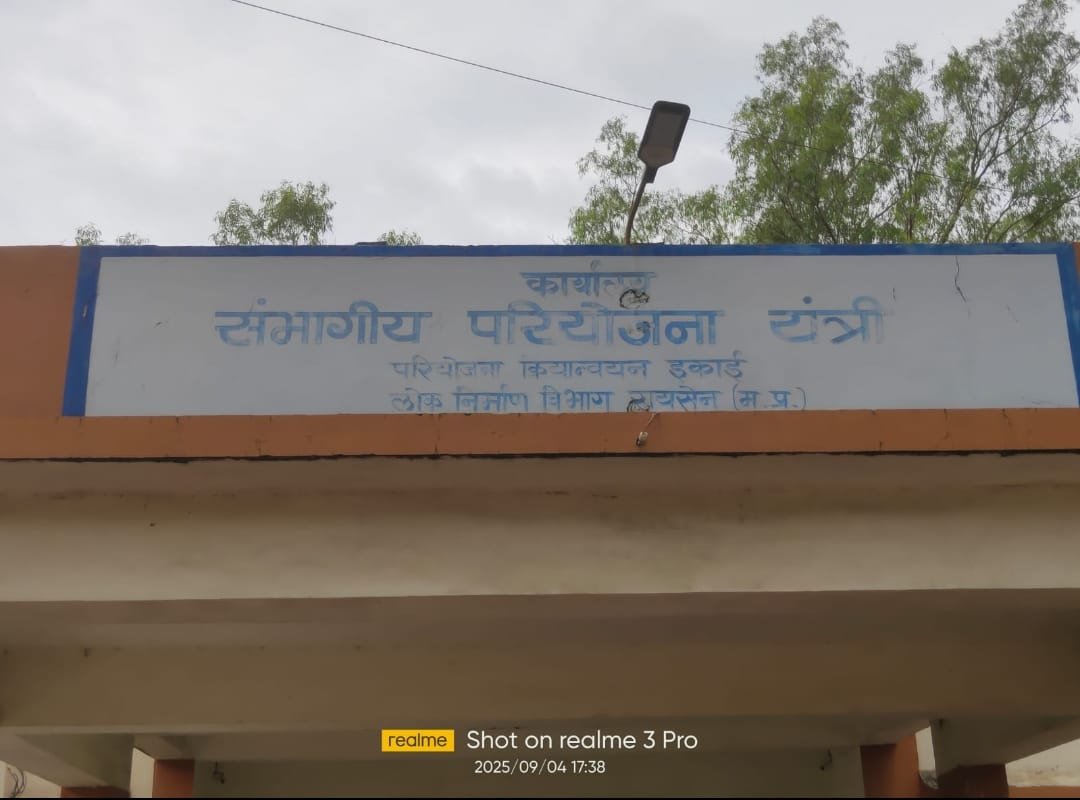 कार्यालय
संभागीय परियोजना यंत्री
परियोजना क्रियान्वयन इकाई
लोक निर्माण विभाग रायसेन (म.प्र.)
realme Shot on realme 3 Pro
2025/09/04 17:38